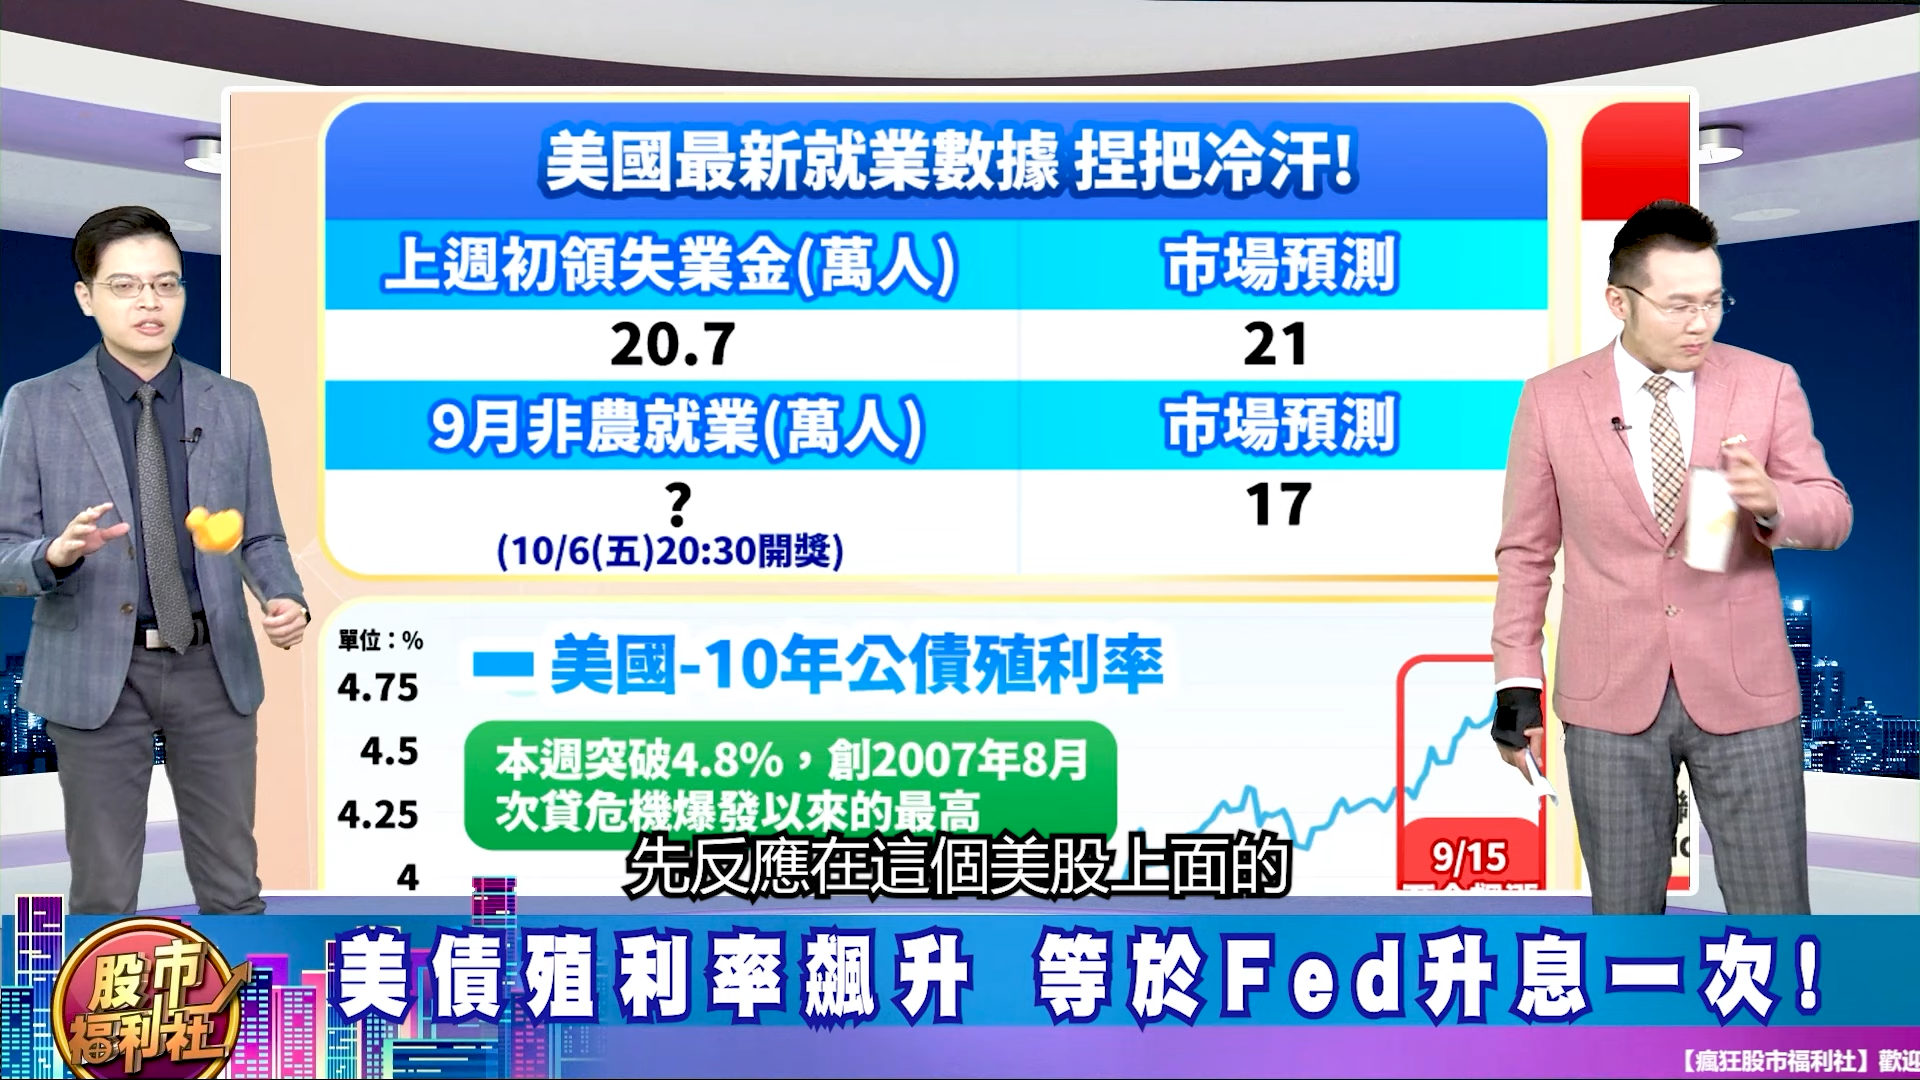 美國最新就業數據 捏把冷汗!
上週初領失業金(萬人) 市場預測
20.7 21
9月非農就業(萬人) 市場預測
? 17
(10/6(五)20:30開獎)
單位：%
美國-10年公債殖利率
4.75
4.5
4.25
4
本週突破4.8%，創2007年8月
次貸危機爆發以來的最高
9/15
先反應在這個美股上面的
美債殖利率飆升 等於Fed升息一次!
股市
福利社
【瘋狂股市福利社】歡迎